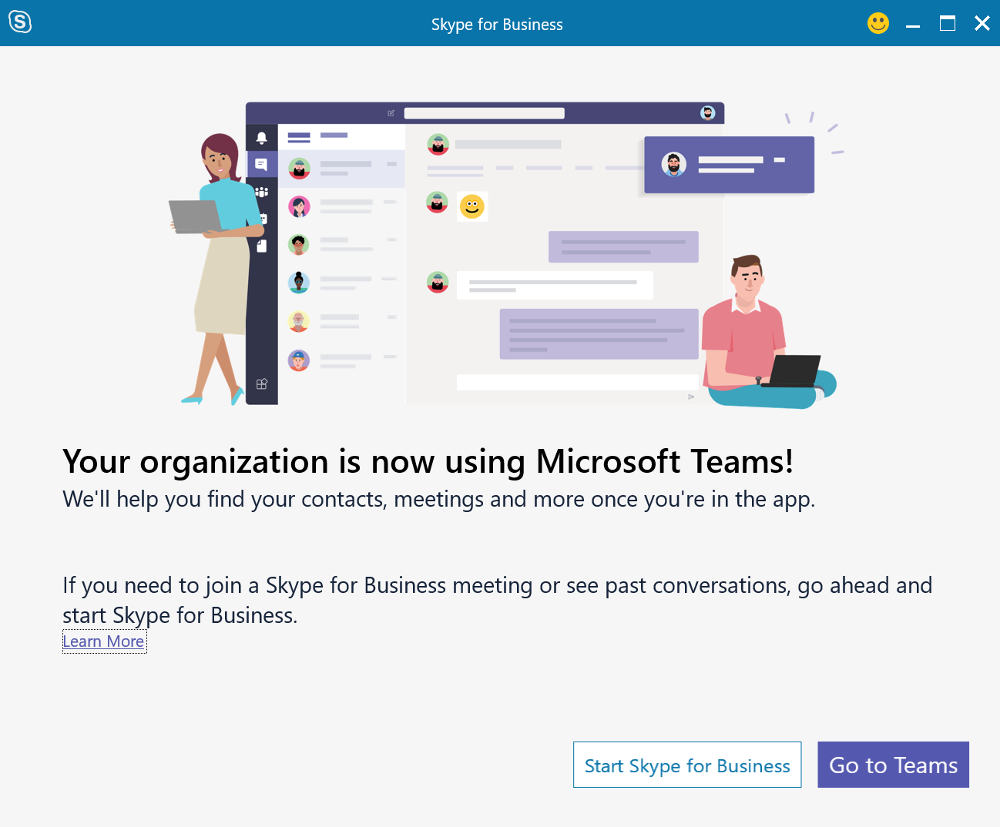 Skype for Business
Your organization is now using Microsoft Teams!
We'll help you find your contacts, meetings and more once you're in the app.
If you need to join a Skype for Business meeting or see past conversations, go ahead and
start Skype for Business.
Learn More
Start Skype for Business
Go to Teams